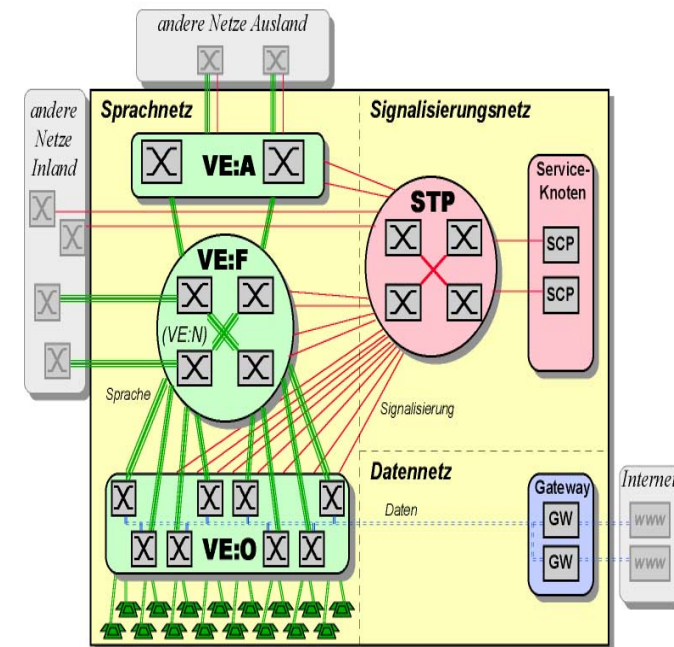 andere Netze Ausland
andere
Netze
Inland
Sprachnetz
Signalisierungsnetz
VE:A
STP
Service-
Knoten
SCP
SCP
VE:F
(VE:N)
Sprache
Signalisierung
VE:O
Datennetz
Daten
Gateway
GW
GW
Internet
www
www